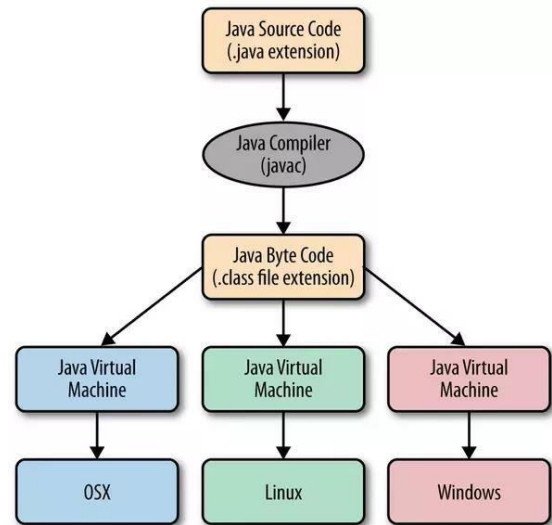 Java Source Code
(.java extension)
Java Compiler
(javac)
Java Byte Code
(.class file extension)
Java Virtual
Machine
Java Virtual
Machine
Java Virtual
Machine
OSX
Linux
Windows